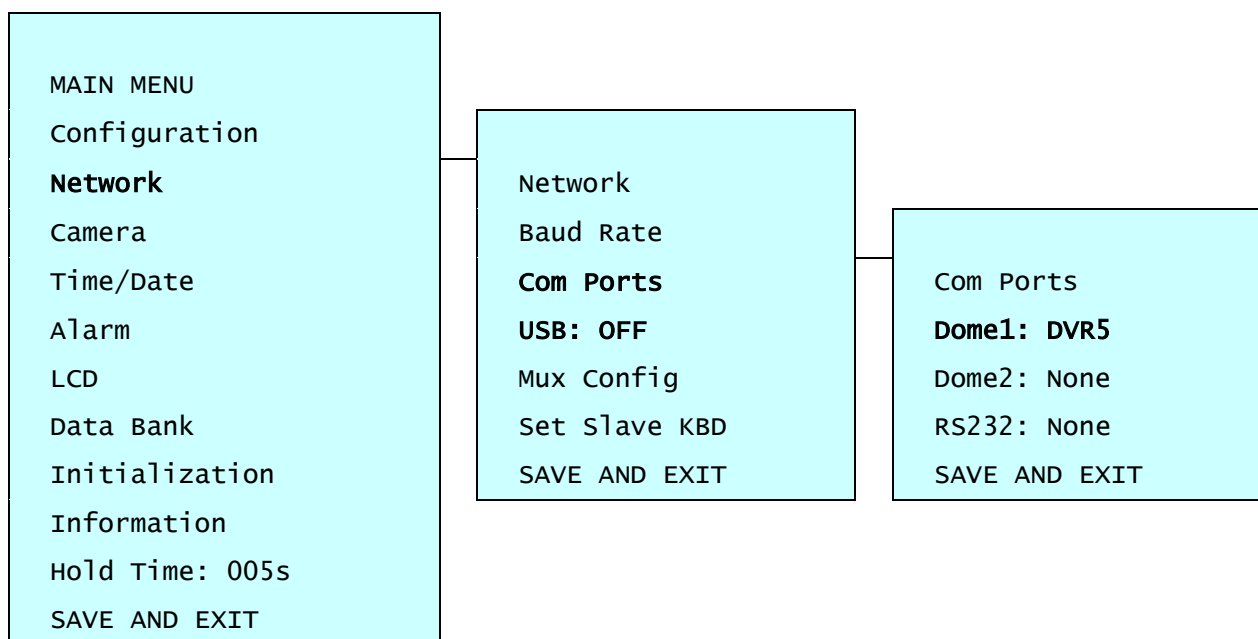 MAIN MENU
Configuration
Network
Camera
Time/Date
Alarm
LCD
Data Bank
Initialization
Information
Hold Time: 005s
SAVE AND EXIT
Network
Baud Rate
Com Ports
USB: OFF
Mux Config
Set Slave KBD
SAVE AND EXIT
Com Ports
Dome1: DVR5
Dome2: None
RS232: None
SAVE AND EXIT